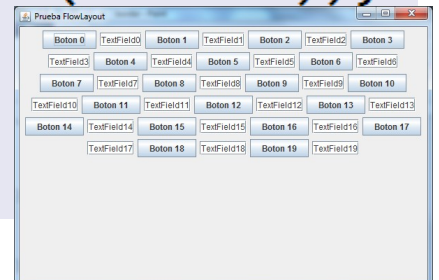 Prueba FlowLayout
Boton 0 TextField0 Boton 1 TextField1 Boton 2 TextField2 Boton 3
TextField3 Boton 4 TextField4 Boton 5 TextField5 Boton 6 TextField6
Boton 7 TextField7 Boton 8 TextField8 Boton 9 TextField9 Boton 10
TextField10 Boton 11 TextField11 Boton 12 TextField12 Boton 13 TextField13
Boton 14 TextField14 Boton 15 TextField15 Boton 16 TextField16 Boton 17
TextField17 Boton 18 TextField18 Boton 19 TextField19